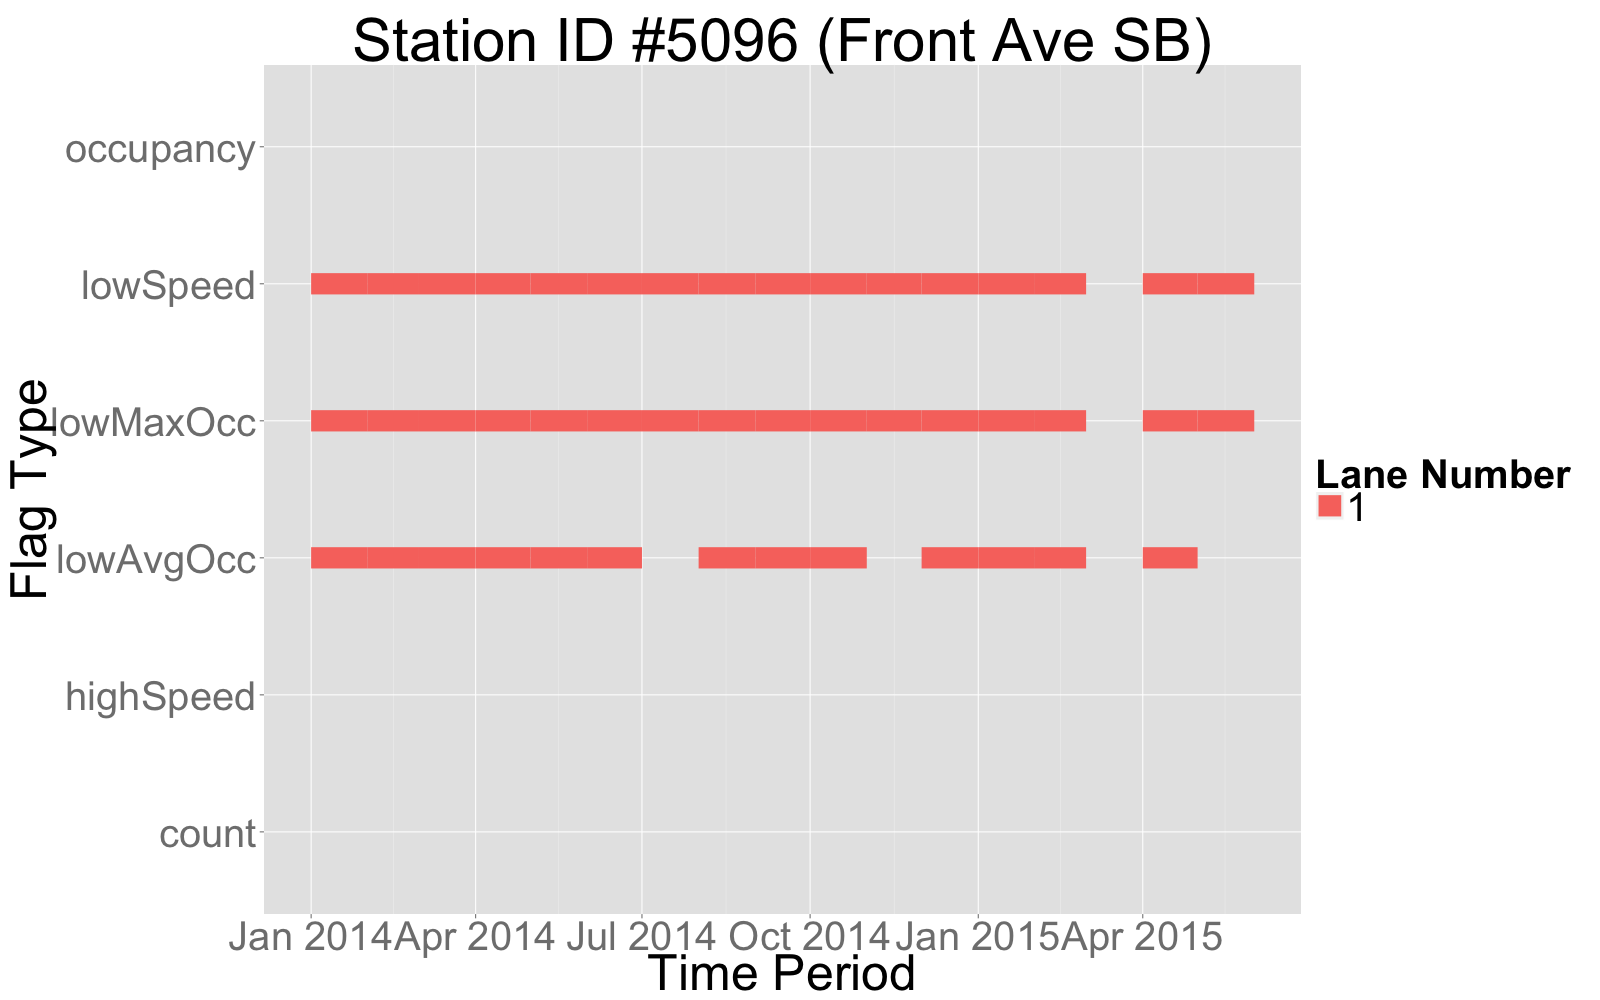 Station ID #5096 (Front Ave SB)
occupancy
lowSpeed
lowMaxOcc
lowAvgOcc
highSpeed
count
Flag Type
Jan 2014 Apr 2014 Jul 2014 Oct 2014 Jan 2015 Apr 2015
Time Period
Lane Number
1